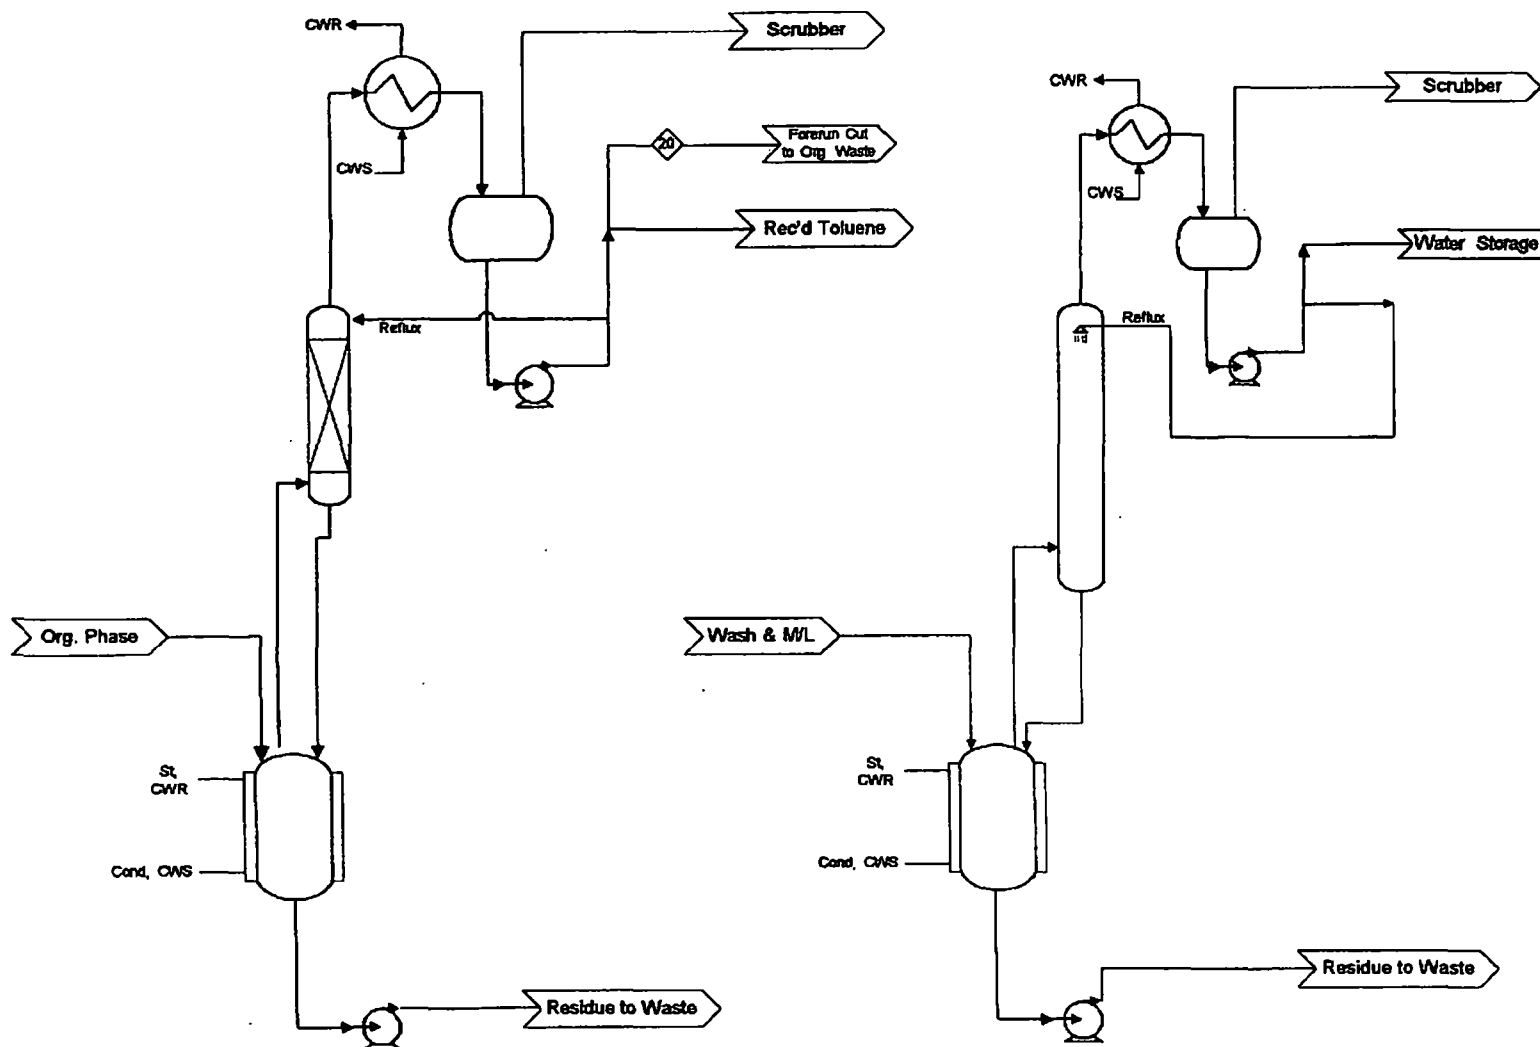 CWR
Scrubber
CWS
20
Forerun Cut
to Org Waste
Rec'd Toluene
Reflux
Org. Phase
St,
CWR
Cond, CWS
Residue to Waste
CWR
Scrubber
CWS
Water Storage
Reflux
Wash & M/L
St,
CWR
Cond, CWS
Residue to Waste